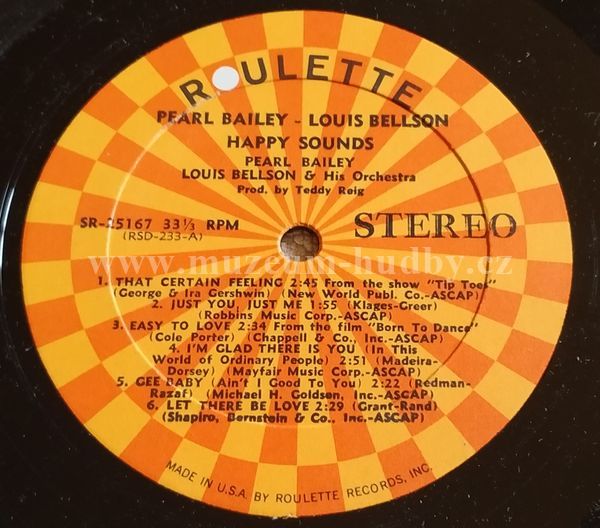 ROULETTE
PEARL BAILEY - LOUIS BELLSON
HAPPY SOUNDS
PEARL BAILEY
LOUIS BELLSON & His Orchestra
Prod. by Teddy Reig
SR-25167 33 1/3 RPM
(RSD-233-A)
STEREO
www.muzeum-hudby.cz
1. THAT CERTAIN FEELING 2:45 From the show "Tip Toes"
(George & Ira Gershwin) (New World Publ. Co.-ASCAP)
2. JUST YOU, JUST ME 1:55 (Klages-Greer)
(Robbins Music Corp.-ASCAP)
3. EASY TO LOVE 2:34 From the film "Born To Dance"
(Cole Porter) (Chappell & Co., Inc.-ASCAP)
4. I'M GLAD THERE IS YOU (In This
World of Ordinary People) 2:51 (Madeira-
Dorsey) (Mayfair Music Corp.-ASCAP)
5. GEE BABY (Ain't I Good To You) 2:22 (Redman-
Razaf) (Michael H. Goldsen, Inc.-ASCAP)
6. LET THERE BE LOVE 2:29 (Grant-Rand)
(Shapiro, Bernstein & Co., Inc.-ASCAP)
MADE IN U.S.A. BY ROULETTE RECORDS, INC.